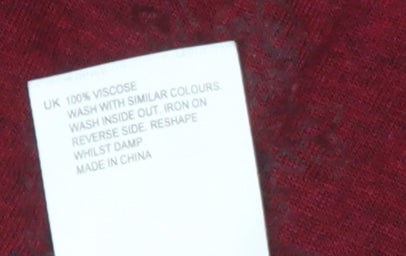 UK 100% VISCOSE
WASH WITH SIMILAR COLOURS.
WASH INSIDE OUT. IRON ON
REVERSE SIDE. RESHAPE
WHILST DAMP
MADE IN CHINA